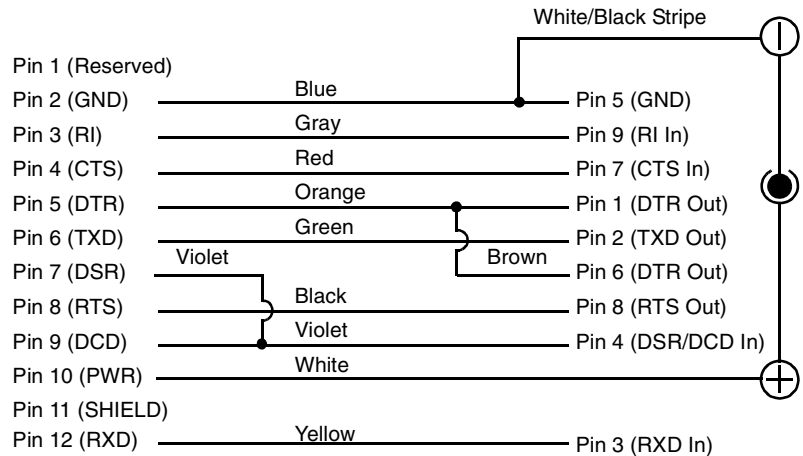 White/Black Stripe
Pin 1 (Reserved)
Pin 2 (GND) Blue Pin 5 (GND)
Pin 3 (RI) Gray Pin 9 (RI In)
Pin 4 (CTS) Red Pin 7 (CTS In)
Pin 5 (DTR) Orange Pin 1 (DTR Out)
Pin 6 (TXD) Green Pin 2 (TXD Out)
Pin 7 (DSR) Violet Brown Pin 6 (DTR Out)
Pin 8 (RTS) Black Pin 8 (RTS Out)
Pin 9 (DCD) Violet Pin 4 (DSR/DCD In)
Pin 10 (PWR) White
Pin 11 (SHIELD)
Pin 12 (RXD) Yellow Pin 3 (RXD In)